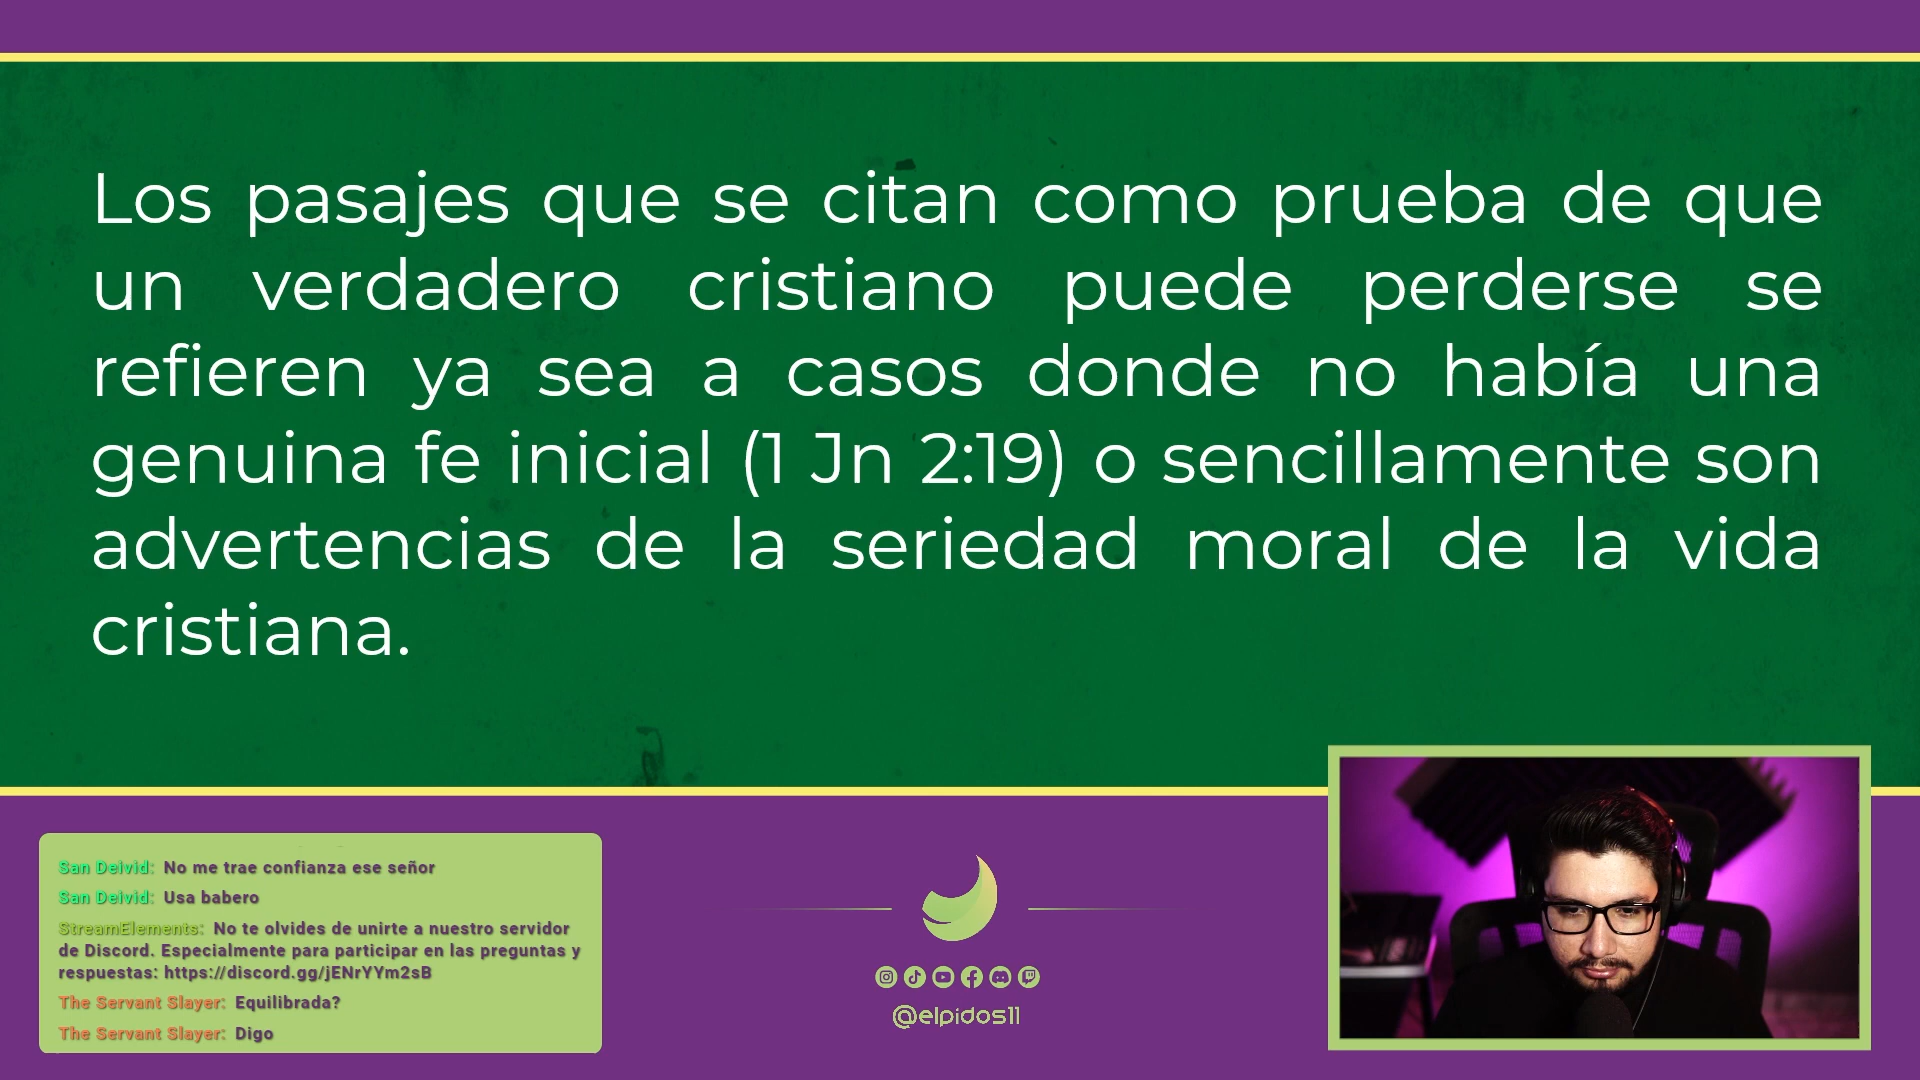 Los pasajes que se citan como prueba de que
un verdadero cristiano puede perderse se
refieren ya sea a casos donde no había una
genuina fe inicial (1 Jn 2:19) o sencillamente son
advertencias de la seriedad moral de la vida
cristiana.
San Deivid: No me trae confianza ese señor
San Deivid: Usa babero
StreamElements: No te olvides de unirte a nuestro servidor
de Discord. Especialmente para participar en las preguntas y
respuestas: https://discord.gg/jENrYYm2sB
The Servant Slayer: Equilibrada?
The Servant Slayer: Digo
@elpidos11